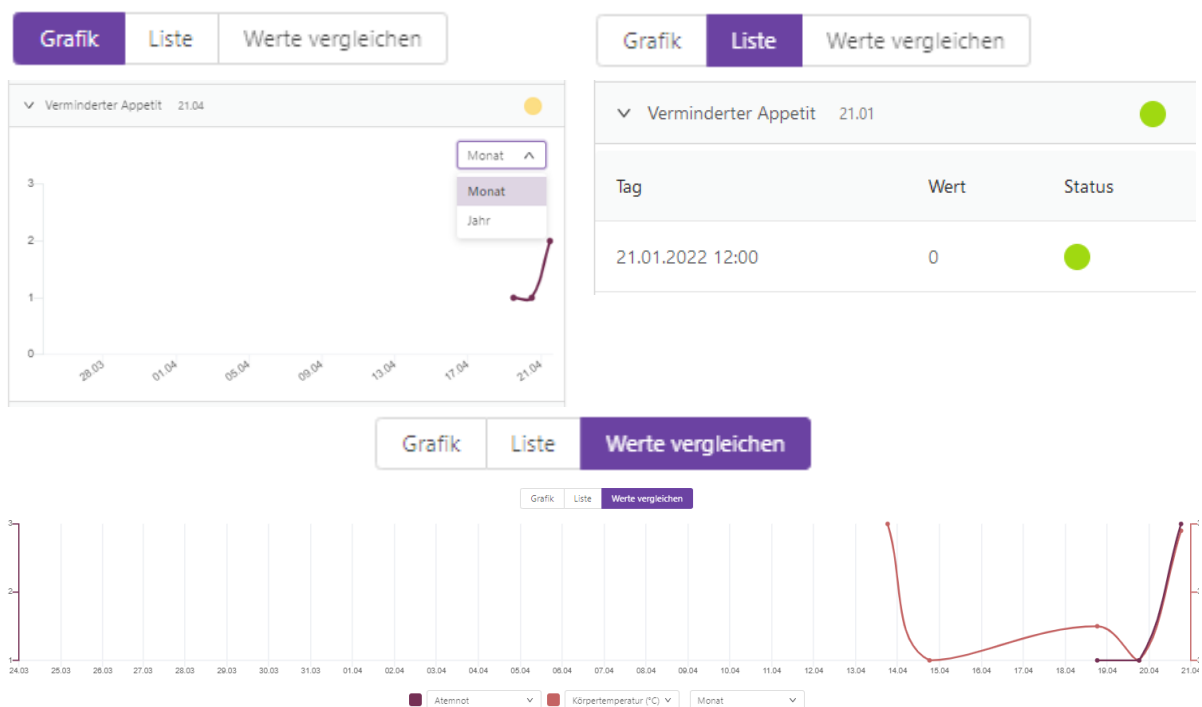 Grafik Liste Werte vergleichen
Verminderter Appetit 21.04
Monat
Monat
Jahr
3
2
1
0
28.03 01.04 05.04 09.04 13.04 17.04 21.04
Grafik Liste Werte vergleichen
Verminderter Appetit 21.01
Tag Wert Status
21.01.2022 12:00 0
Grafik Liste Werte vergleichen
Grafik Liste Werte vergleichen
3
2
1
24.03 25.03 26.03 27.03 28.03 29.03 30.03 31.03 01.04 02.04 03.04 04.04 05.04 06.04 07.04 08.04 09.04 10.04 11.04 12.04 13.04 14.04 15.04 16.04 17.04 18.04 19.04 20.04 21.04
Atemnot Körpertemperatur (°C) Monat